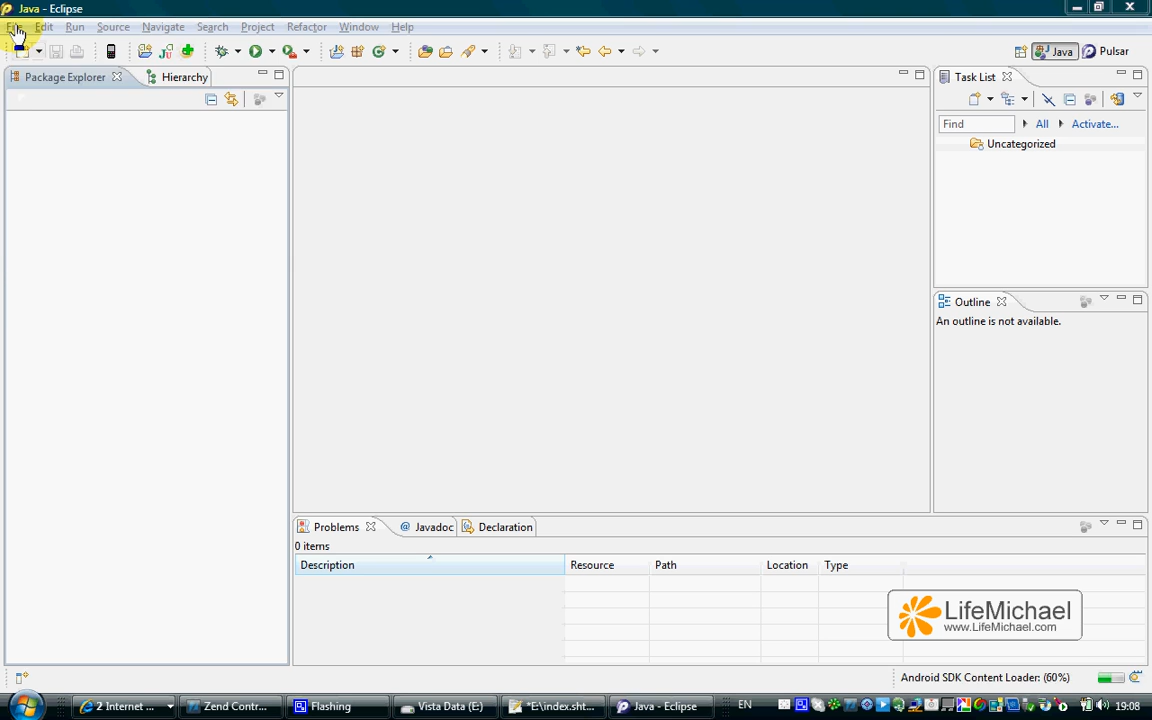 Java - Eclipse
File Edit Run Source Navigate Search Project Refactor Window Help
Java Pulsar
Package Explorer Hierarchy
Task List
Find All Activate...
Uncategorized
Outline
An outline is not available.
Problems @ Javadoc Declaration
0 items
Description Resource Path Location Type
LifeMichael
www.LifeMichael.com
Android SDK Content Loader: (60%)
2 Internet ... Zend Contr... Flashing Vista Data (E:) *E:\index.sht... Java - Eclipse EN 19:08